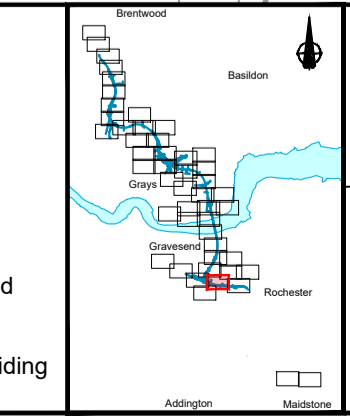 Brentwood
Basildon
Grays
Gravesend
d
Rochester
iding
Addington
Maidstone